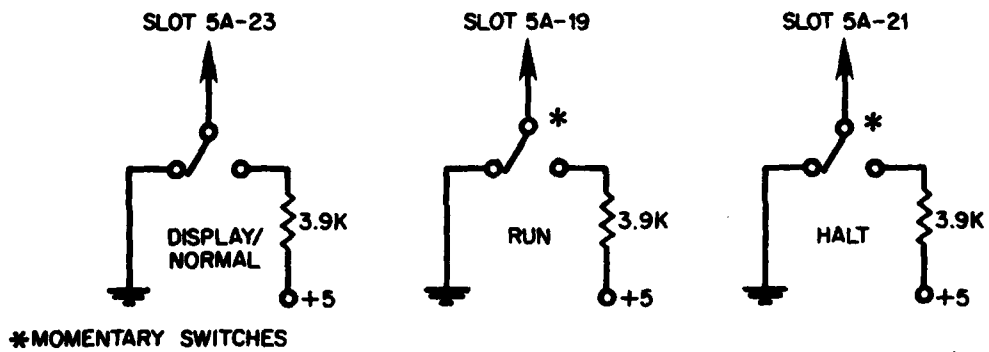 SLOT 5A-23
SLOT 5A-19
SLOT 5A-21
*
*
3.9K
3.9K
3.9K
DISPLAY/
NORMAL
RUN
HALT
+5
+5
+5
*MOMENTARY SWITCHES